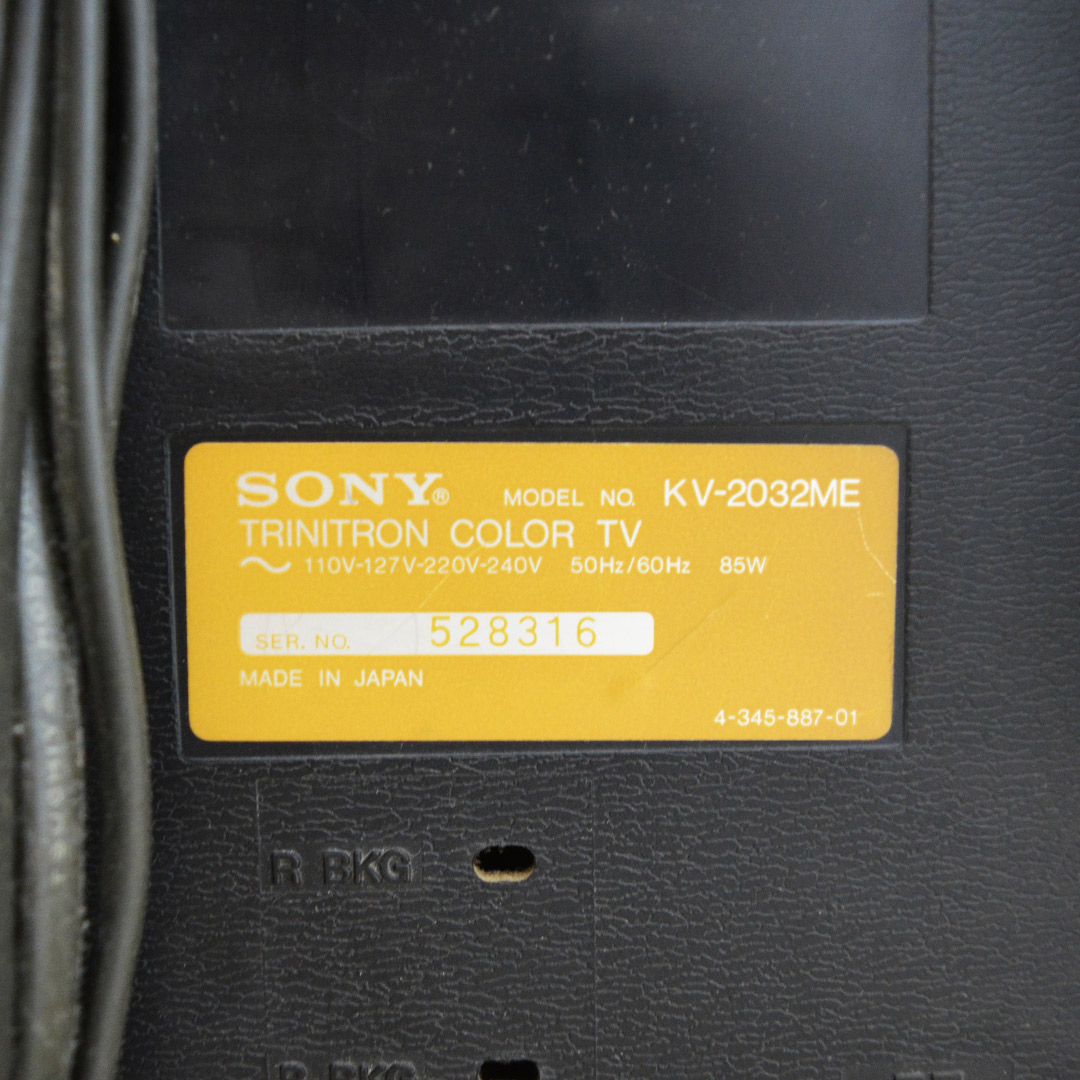 SONY® MODEL NO. KV-2032ME
TRINITRON COLOR TV
~ 110V-127V-220V-240V 50Hz/60Hz 85W
SER. NO. 528316
MADE IN JAPAN
4-345-887-01
R BKG